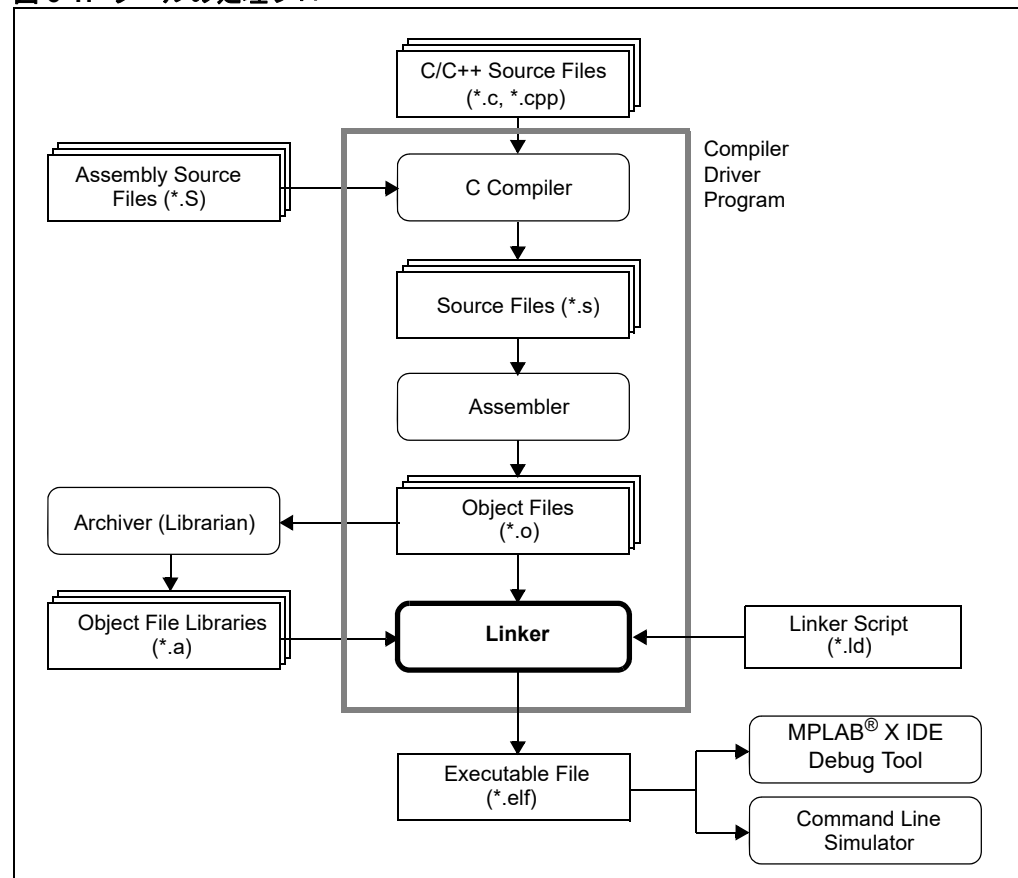 C/C++ Source Files
(*.c, *.cpp)
Compiler
Driver
Program
Assembly Source
Files (*.S)
C Compiler
Source Files (*.s)
Assembler
Archiver (Librarian)
Object Files
(*.o)
Object File Libraries
(*.a)
Linker
Linker Script
(*.ld)
Executable File
(*.elf)
MPLAB® X IDE
Debug Tool
Command Line
Simulator